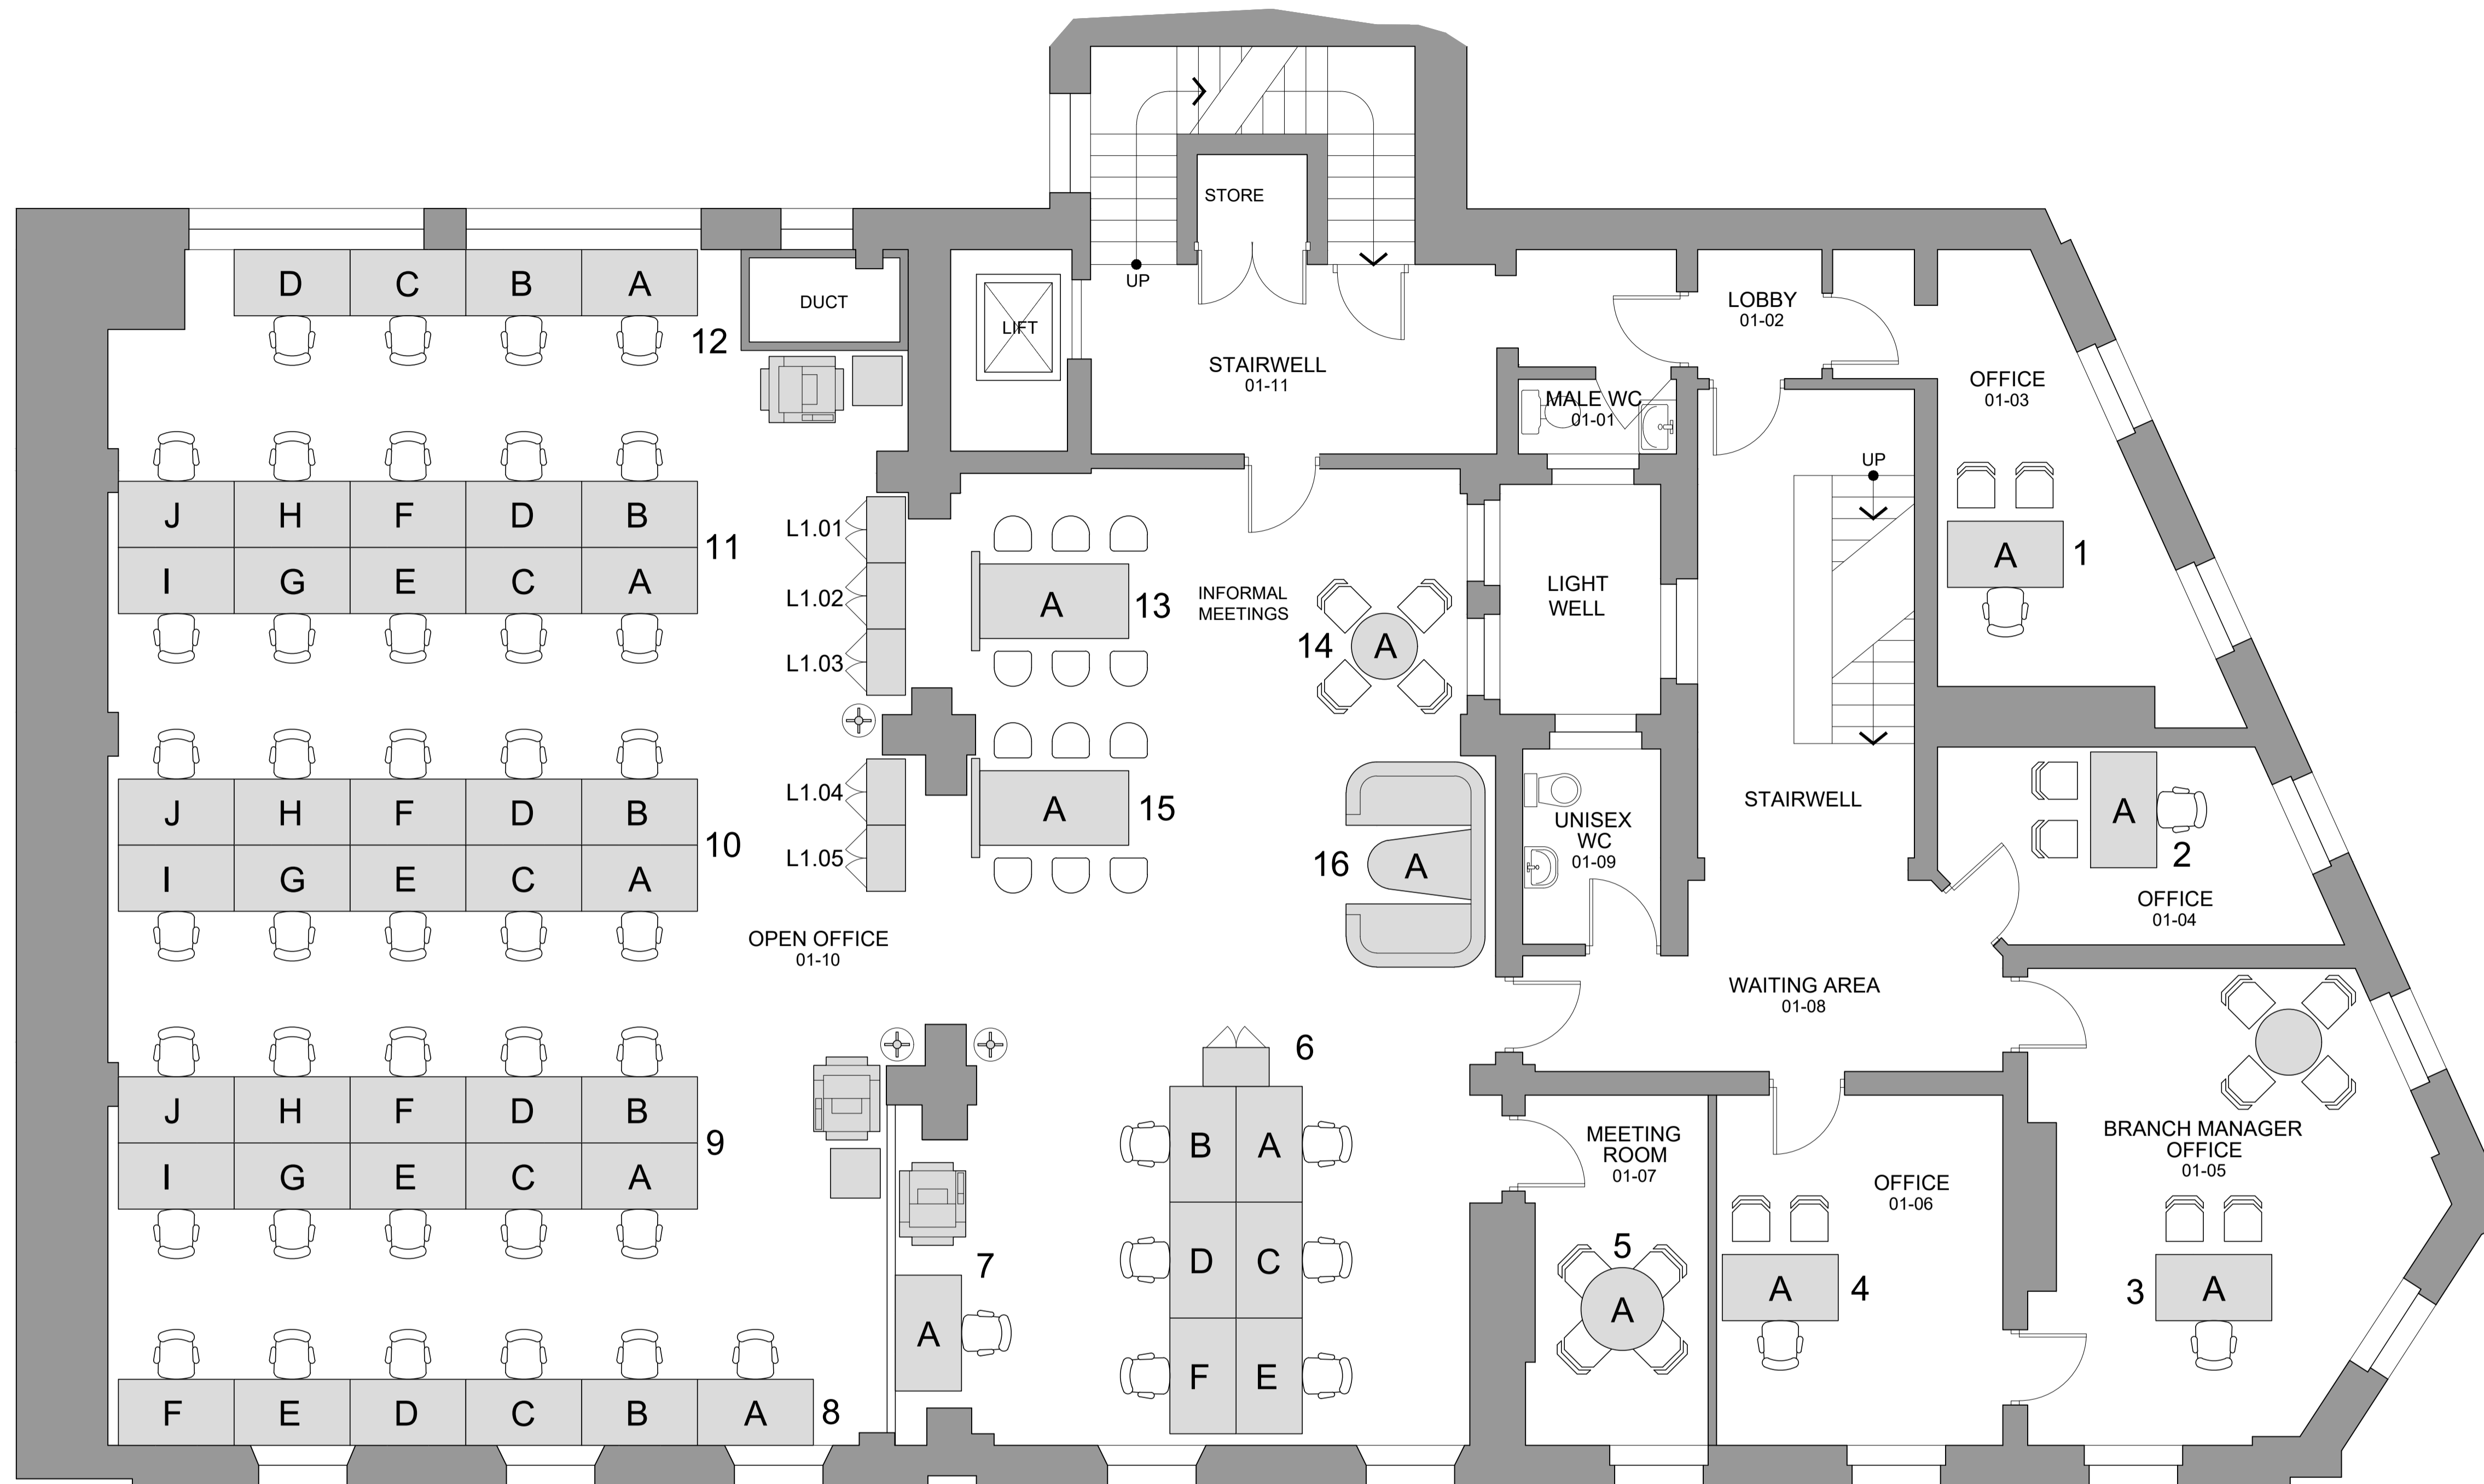 STORE
UP
D C B A
12
DUCT
LIFT
STAIRWELL
01-11
LOBBY
01-02
MALE WC
01-01
OFFICE
01-03
UP
J H F D B
I G E C A
11
L1.01
L1.02
L1.03
A
13
INFORMAL
MEETINGS
14
A
LIGHT
WELL
A
1
J H F D B
I G E C A
10
L1.04
L1.05
A
15
16
A
UNISEX
WC
01-09
STAIRWELL
A
2
OFFICE
01-04
OPEN OFFICE
01-10
WAITING AREA
01-08
J H F D B
I G E C A
9
6
B A
D C
F E
7
A
MEETING
ROOM
01-07
5
A
OFFICE
01-06
A
4
BRANCH MANAGER
OFFICE
01-05
3
A
F E D C B A
8